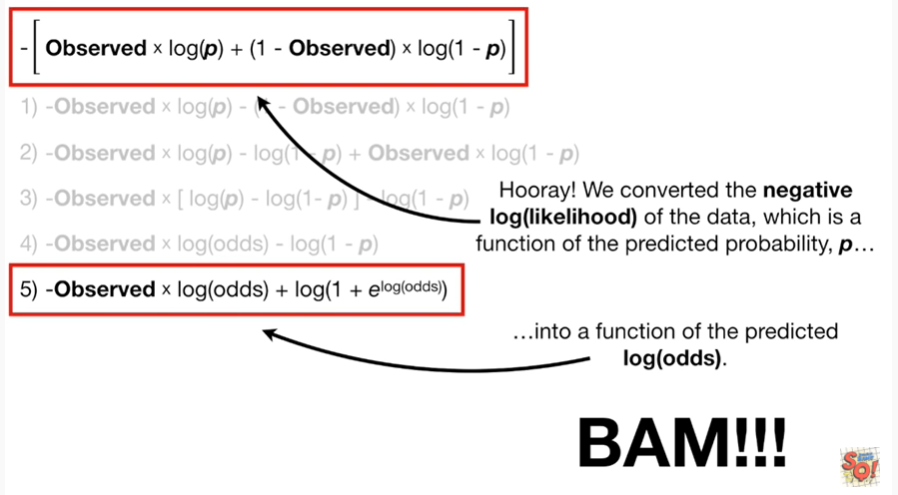 -[ Observed × log(p) + (1 - Observed) × log(1 - p) ]
1) -Observed × log(p) - ( - Observed) × log(1 - p)
2) -Observed × log(p) - log(1 - p) + Observed × log(1 - p)
3) -Observed × [ log(p) - log(1- p) ] - log(1 - p)
Hooray! We converted the negative
log(likelihood) of the data, which is a
function of the predicted probability, p…
4) -Observed × log(odds) - log(1 - p)
5) -Observed × log(odds) + log(1 + e^log(odds))
…into a function of the predicted
log(odds).
BAM!!!
SQ!